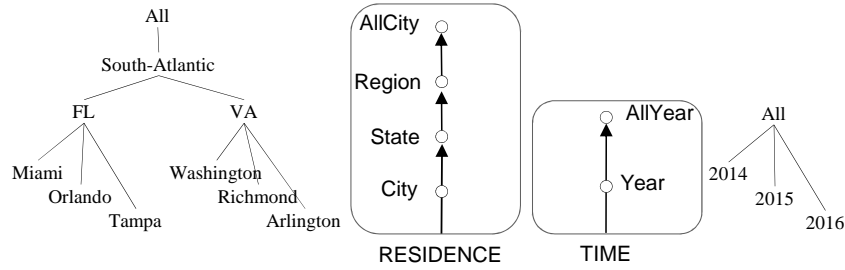 All
South-Atlantic
FL VA
Miami
Orlando
Tampa
Washington
Richmond
Arlington
AllCity
Region
State
City
RESIDENCE
AllYear
Year
TIME
All
2014
2015
2016